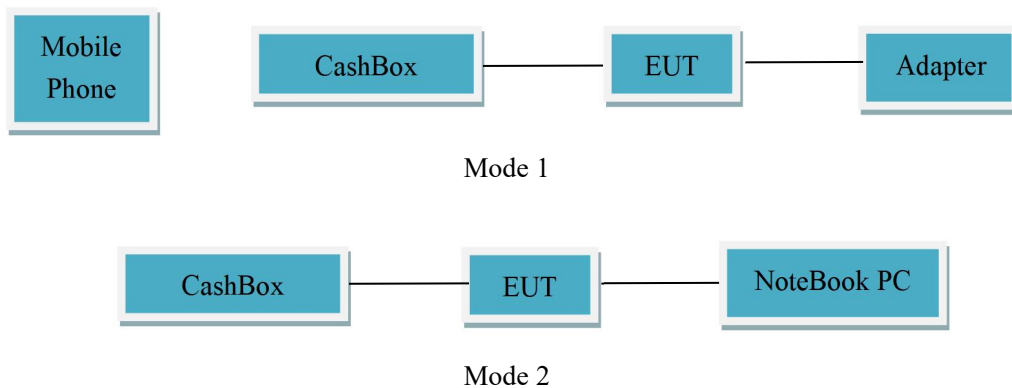 Mobile
Phone
CashBox
EUT
Adapter
Mode 1
CashBox
EUT
NoteBook PC
Mode 2